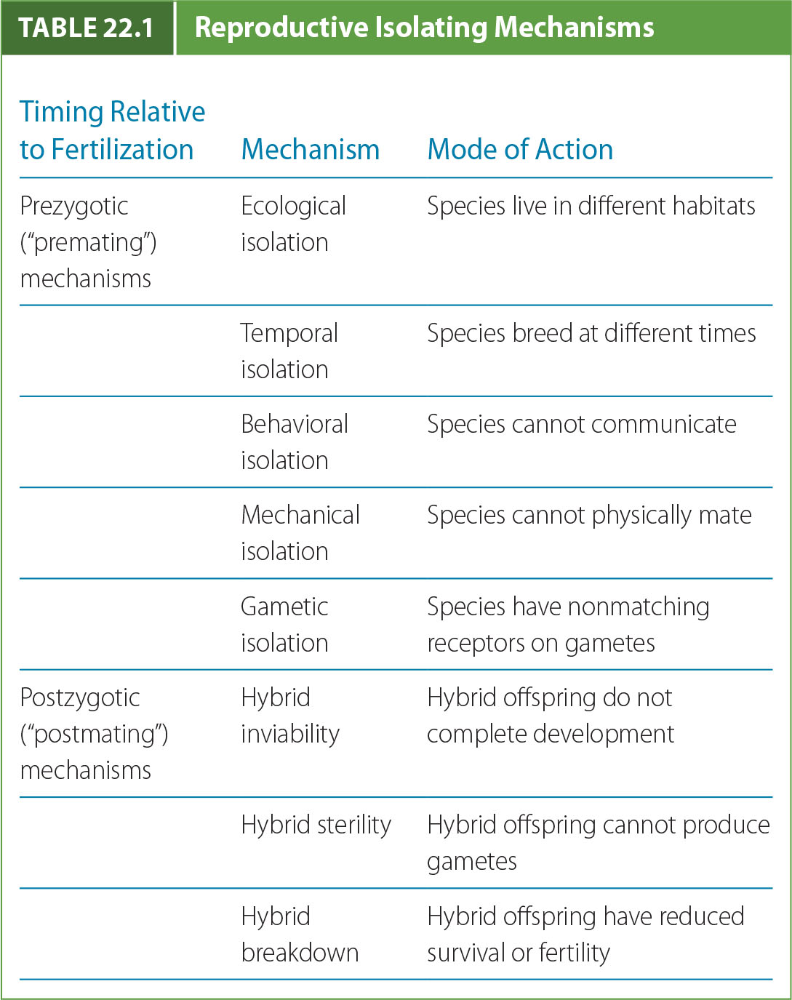 TABLE 22.1 Reproductive Isolating Mechanisms
Timing Relative
to Fertilization Mechanism Mode of Action
Prezygotic Ecological Species live in different habitats
(“premating”) isolation
mechanisms
Temporal Species breed at different times
isolation
Behavioral Species cannot communicate
isolation
Mechanical Species cannot physically mate
isolation
Gametic Species have nonmatching
isolation receptors on gametes
Postzygotic Hybrid Hybrid offspring do not
(“postmating”) inviability complete development
mechanisms
Hybrid sterility Hybrid offspring cannot produce
gametes
Hybrid Hybrid offspring have reduced
breakdown survival or fertility